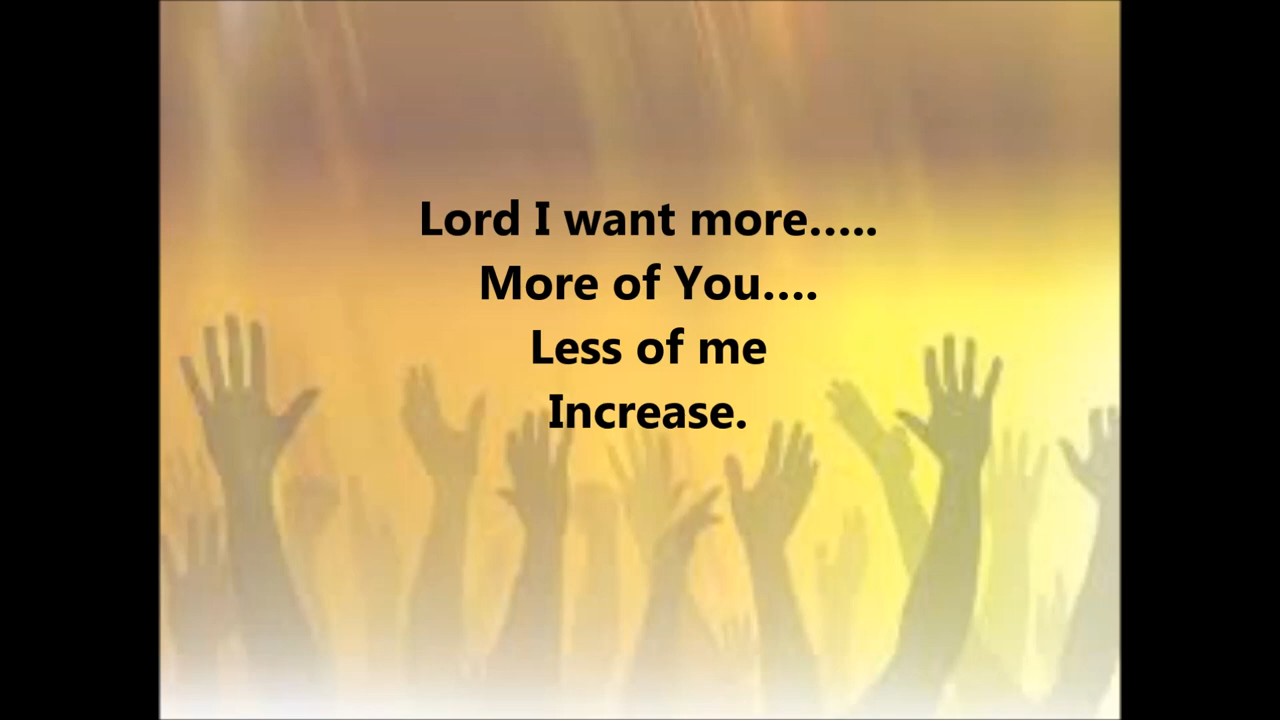 Lord I want more.....
More of You....
Less of me
Increase.